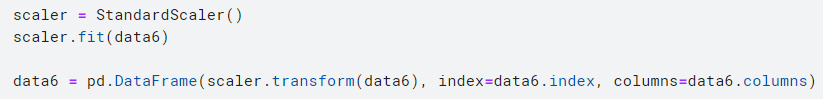 scaler = StandardScaler()
scaler.fit(data6)
data6 = pd.DataFrame(scaler.transform(data6), index=data6.index, columns=data6.columns)